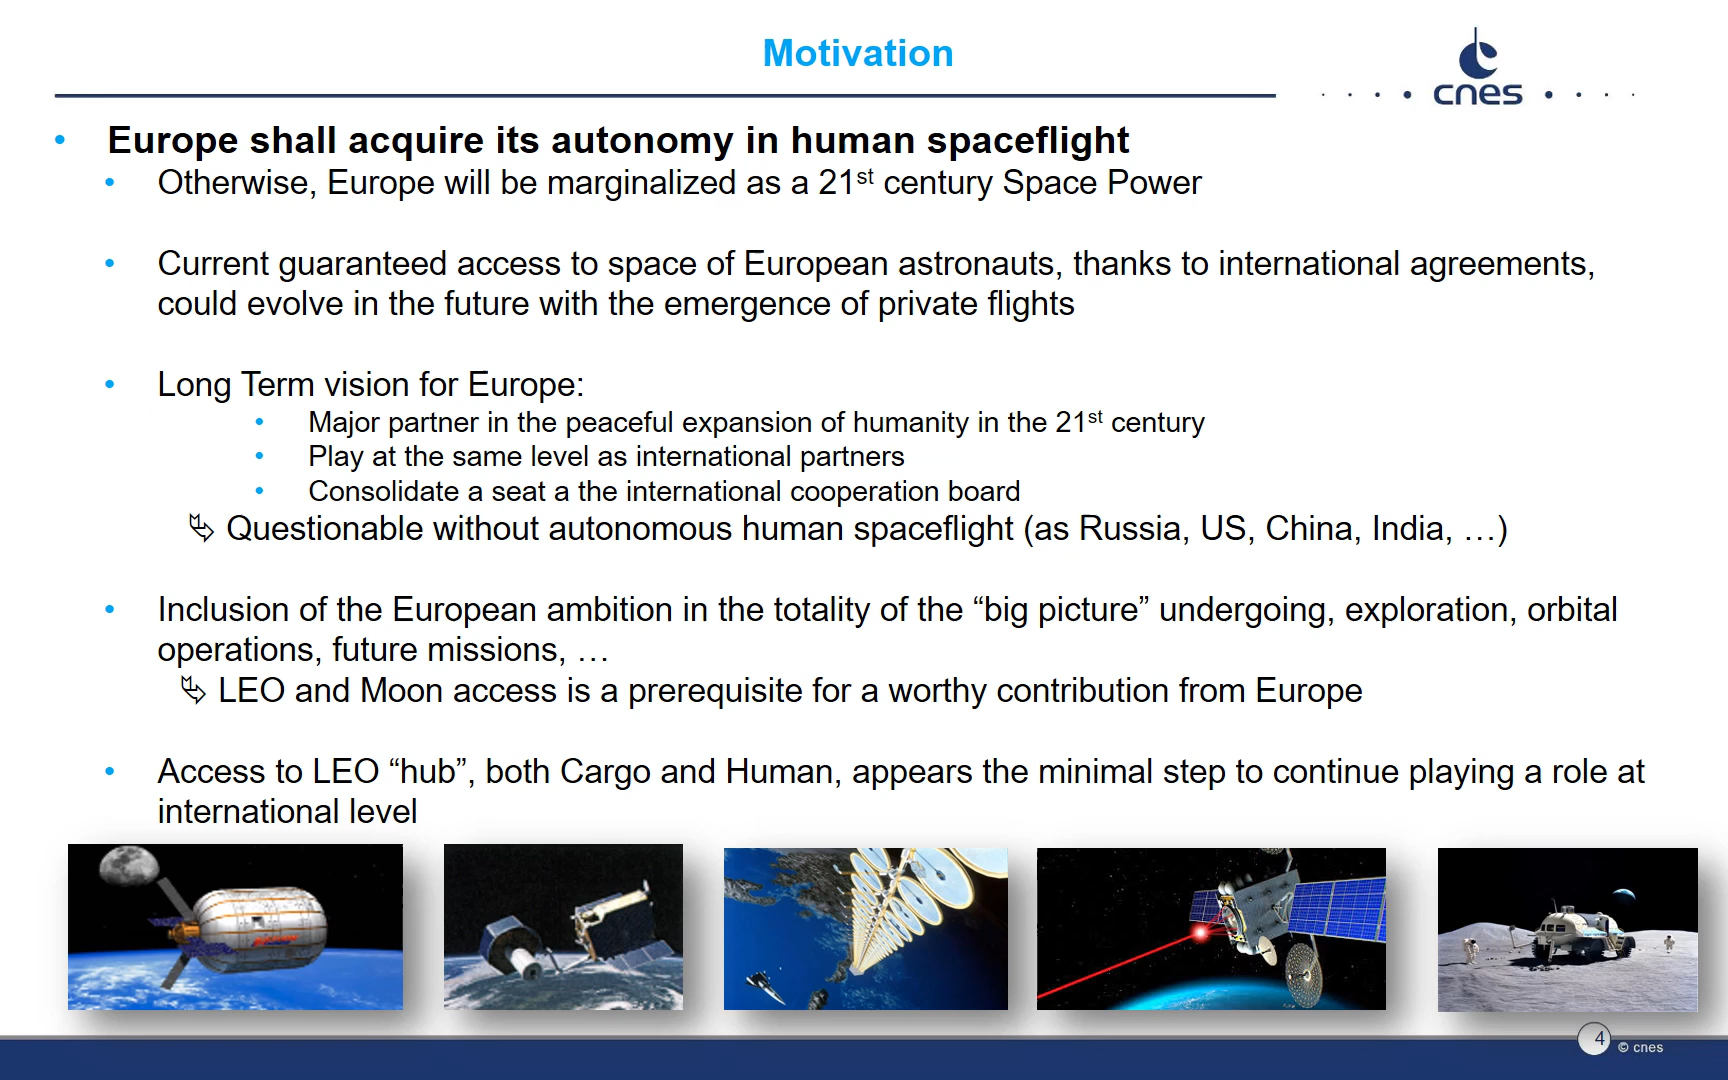 Motivation
cnes
• Europe shall acquire its autonomy in human spaceflight
• Otherwise, Europe will be marginalized as a 21st century Space Power
• Current guaranteed access to space of European astronauts, thanks to international agreements,
could evolve in the future with the emergence of private flights
• Long Term vision for Europe:
• Major partner in the peaceful expansion of humanity in the 21st century
• Play at the same level as international partners
• Consolidate a seat a the international cooperation board
Questionable without autonomous human spaceflight (as Russia, US, China, India, …)
• Inclusion of the European ambition in the totality of the “big picture” undergoing, exploration, orbital
operations, future missions, …
LEO and Moon access is a prerequisite for a worthy contribution from Europe
• Access to LEO “hub”, both Cargo and Human, appears the minimal step to continue playing a role at
international level
4
© cnes